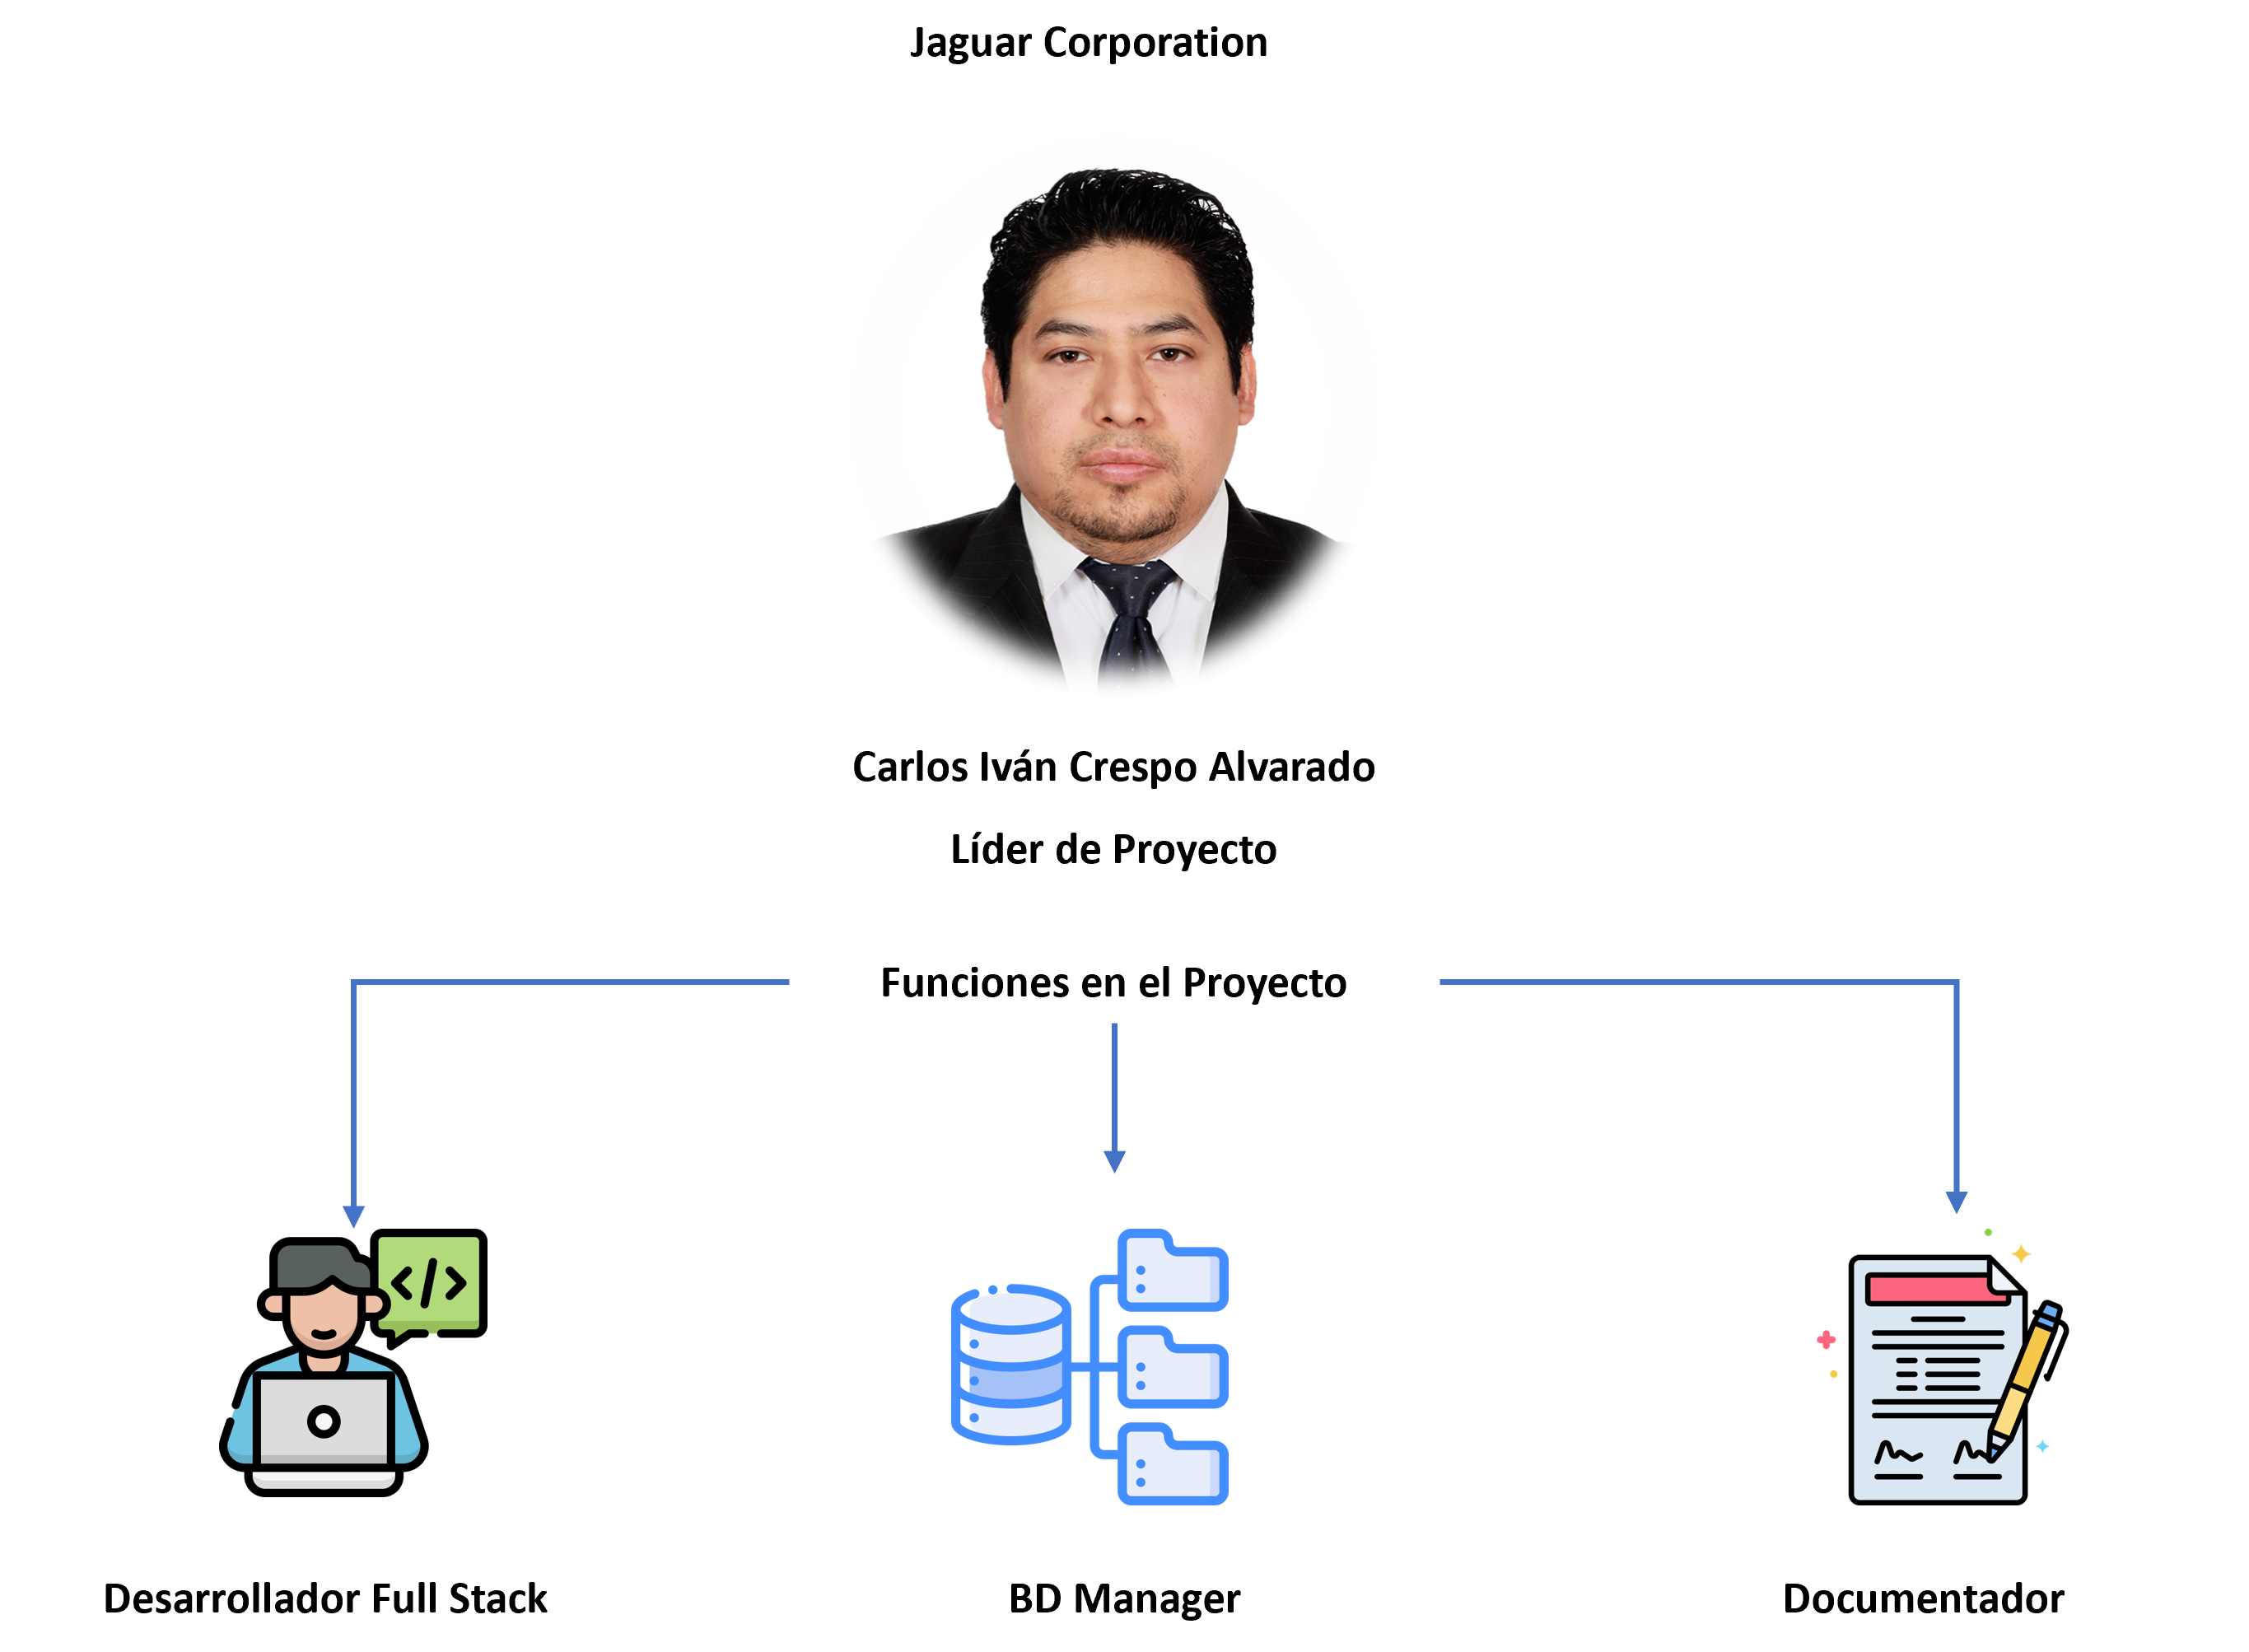 Jaguar Corporation
Carlos Iván Crespo Alvarado
Líder de Proyecto
Funciones en el Proyecto
Desarrollador Full Stack
BD Manager
Documentador